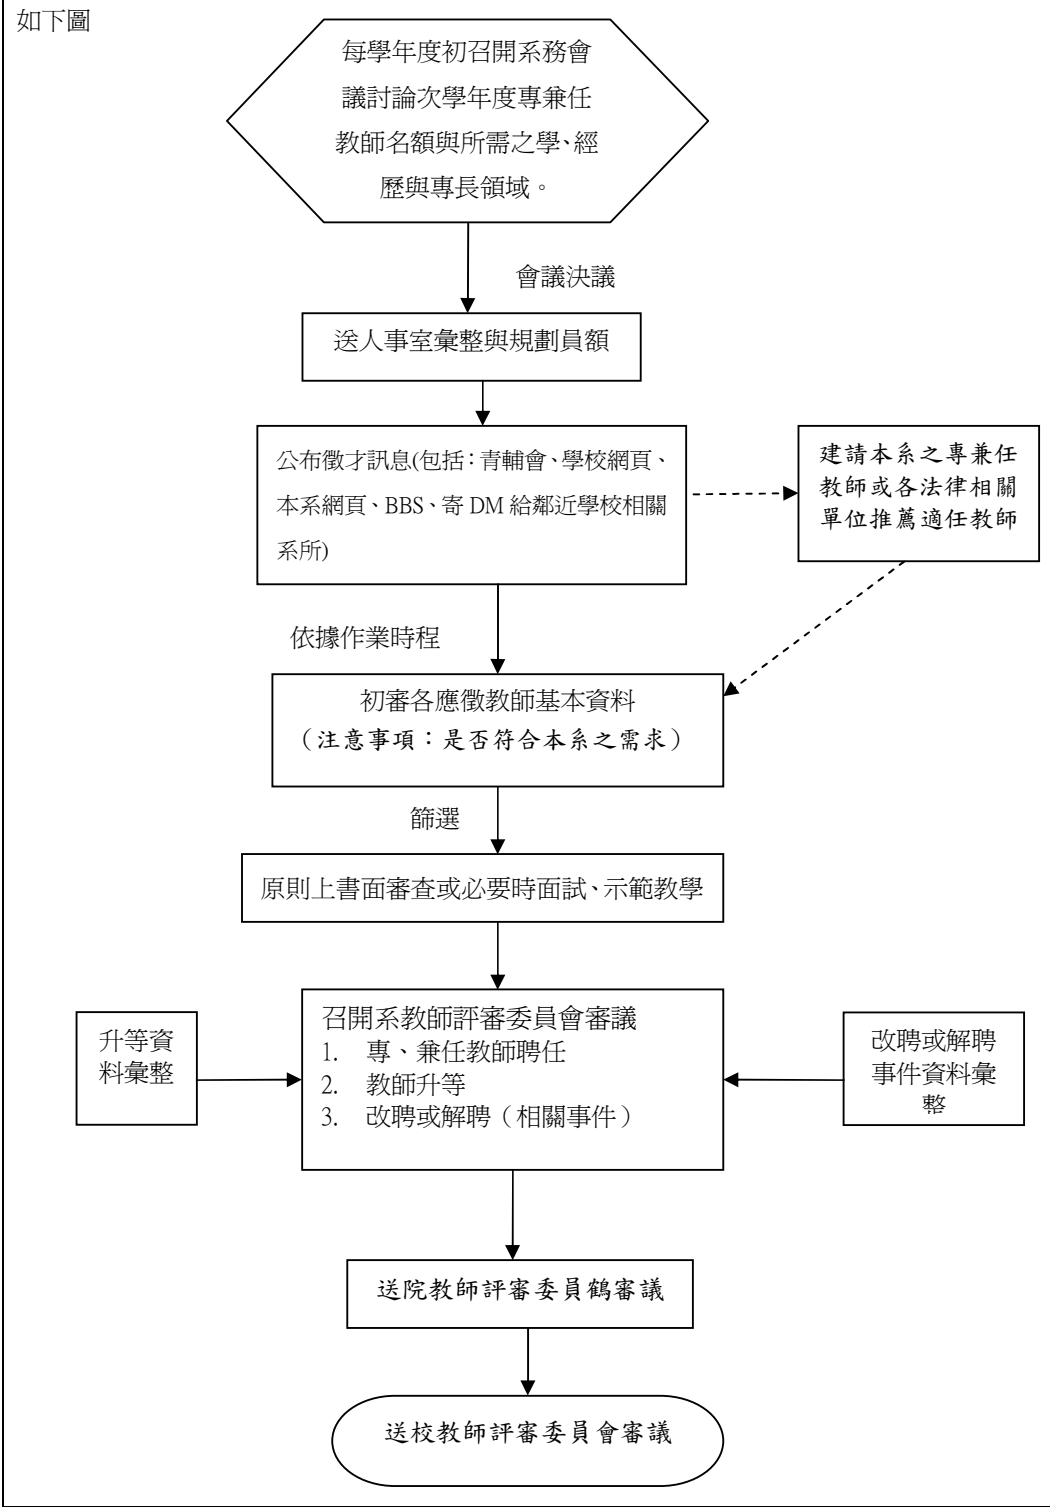 如下圖
每學年度初召開系務會
議討論次學年度專兼任
教師名額與所需之學、經
歷與專長領域。
會議決議
送人事室彙整與規劃員額
公布徵才訊息(包括：青輔會、學校網頁、
本系網頁、BBS、寄 DM 給鄰近學校相關
系所)
建請本系之專兼任
教師或各法律相關
單位推薦適任教師
依據作業時程
初審各應徵教師基本資料
（注意事項：是否符合本系之需求）
篩選
原則上書面審查或必要時面試、示範教學
升等資
料彙整
召開系教師評審委員會審議
1. 專、兼任教師聘任
2. 教師升等
3. 改聘或解聘（相關事件）
改聘或解聘
事件資料彙
整
送院教師評審委員鶴審議
送校教師評審委員會審議